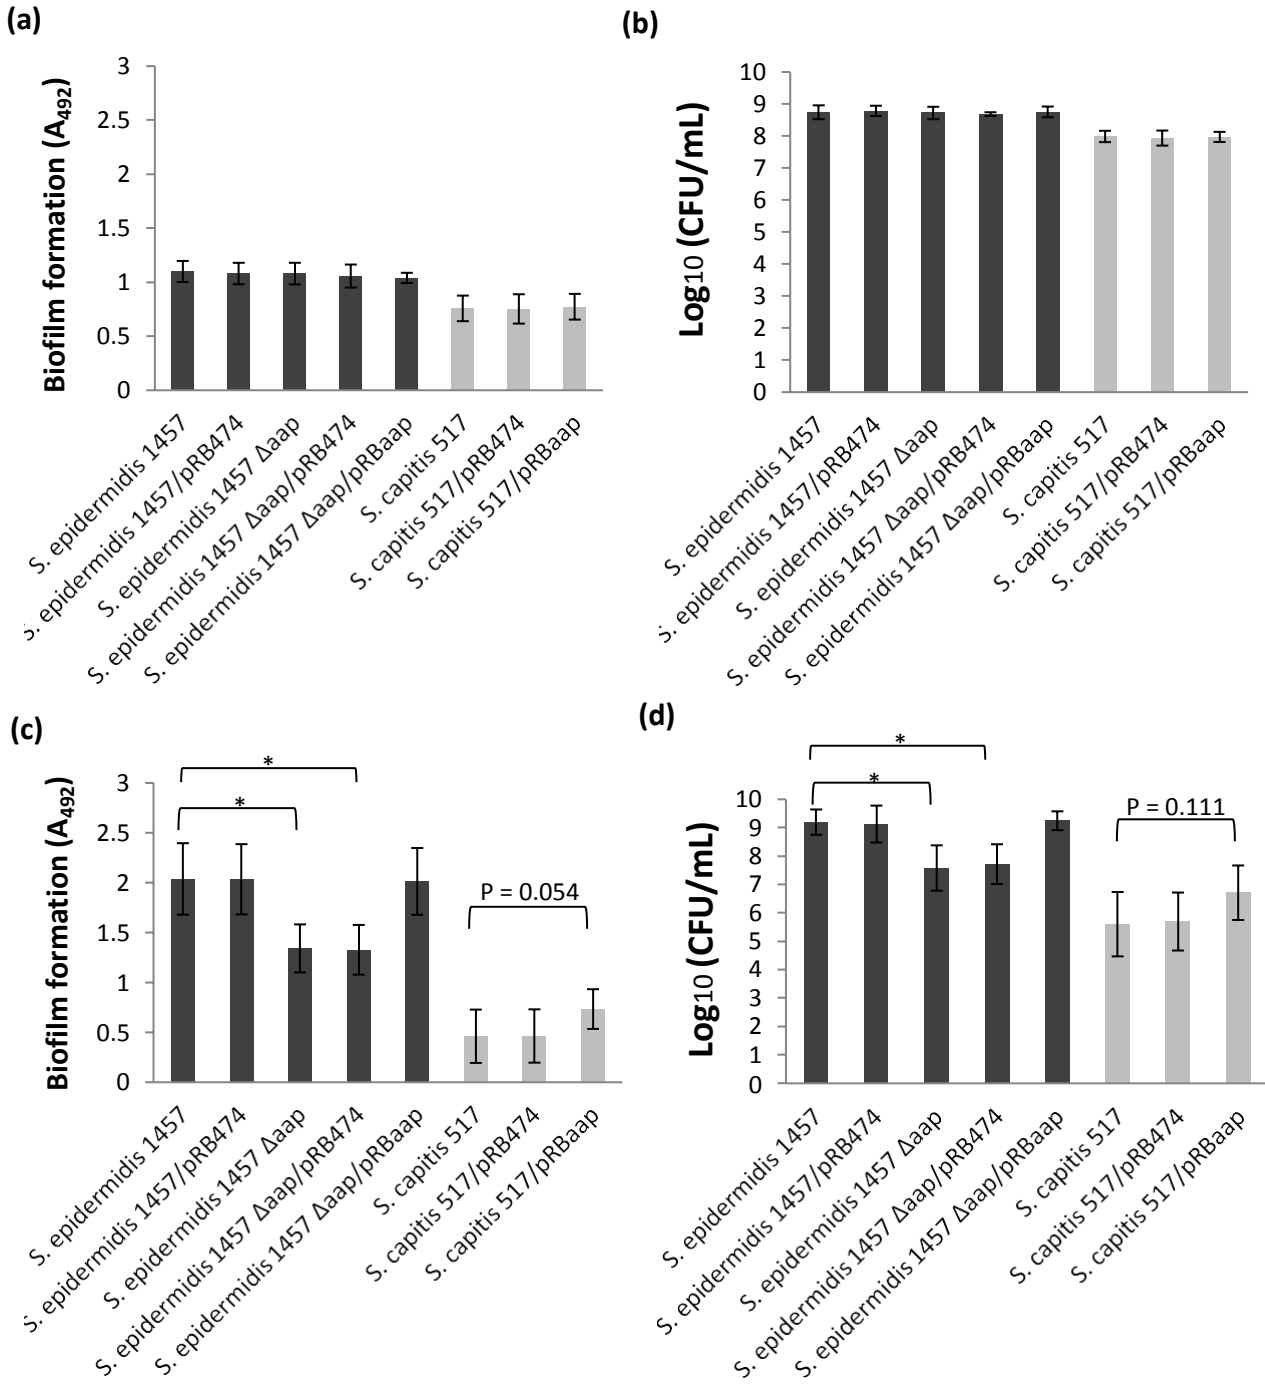 (a)
Biofilm formation (A492)
3
2.5
2
1.5
1
0.5
0
S. epidermidis 1457
S. epidermidis 1457/pRB474
S. epidermidis 1457 Δaap
S. epidermidis 1457 Δaap/pRB474
S. epidermidis 1457 Δaap/pRBaap
S. capitis 517
S. capitis 517/pRB474
S. capitis 517/pRBaap
(b)
Log10 (CFU/mL)
10
9
8
7
6
5
4
3
2
1
0
S. epidermidis 1457
S. epidermidis 1457/pRB474
S. epidermidis 1457 Δaap
S. epidermidis 1457 Δaap/pRB474
S. epidermidis 1457 Δaap/pRBaap
S. capitis 517
S. capitis 517/pRB474
S. capitis 517/pRBaap
(c)
Biofilm formation (A492)
3
2.5
2
1.5
1
0.5
0
*
*
P = 0.054
S. epidermidis 1457
S. epidermidis 1457/pRB474
S. epidermidis 1457 Δaap
S. epidermidis 1457 Δaap/pRB474
S. epidermidis 1457 Δaap/pRBaap
S. capitis 517
S. capitis 517/pRB474
S. capitis 517/pRBaap
(d)
Log10 (CFU/mL)
10
9
8
7
6
5
4
3
2
1
0
*
*
P = 0.111
S. epidermidis 1457
S. epidermidis 1457/pRB474
S. epidermidis 1457 Δaap
S. epidermidis 1457 Δaap/pRB474
S. epidermidis 1457 Δaap/pRBaap
S. capitis 517
S. capitis 517/pRB474
S. capitis 517/pRBaap